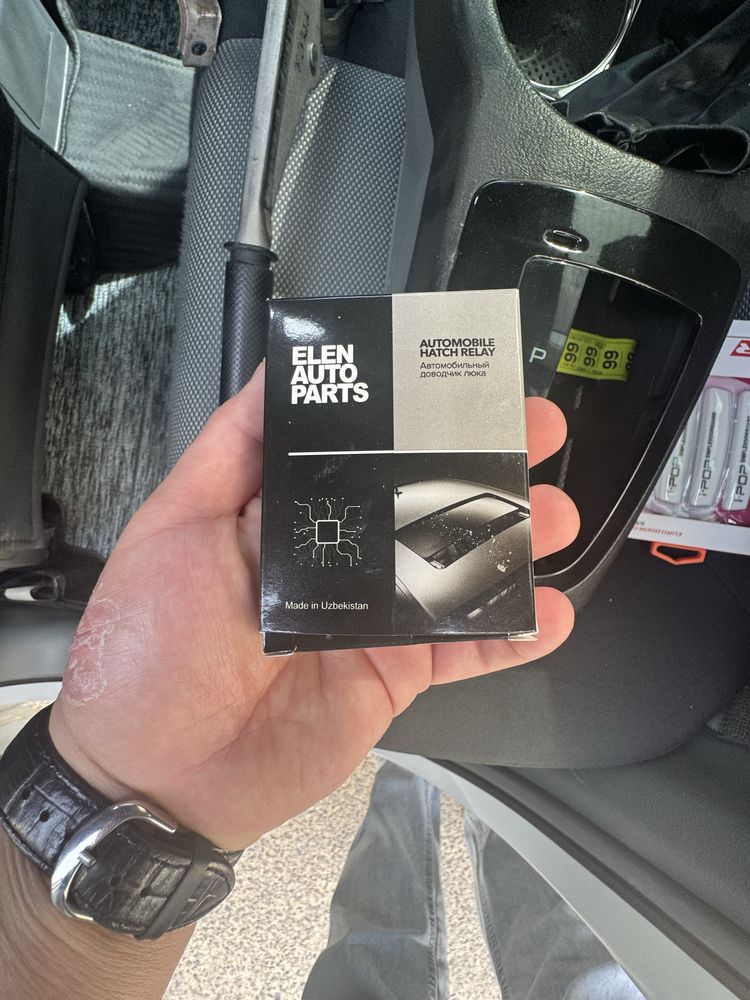 ELEN
AUTO
PARTS
AUTOMOBILE
HATCH RELAY
Автомобильный
доводчик люка
Made in Uzbekistan
P
99
99
99